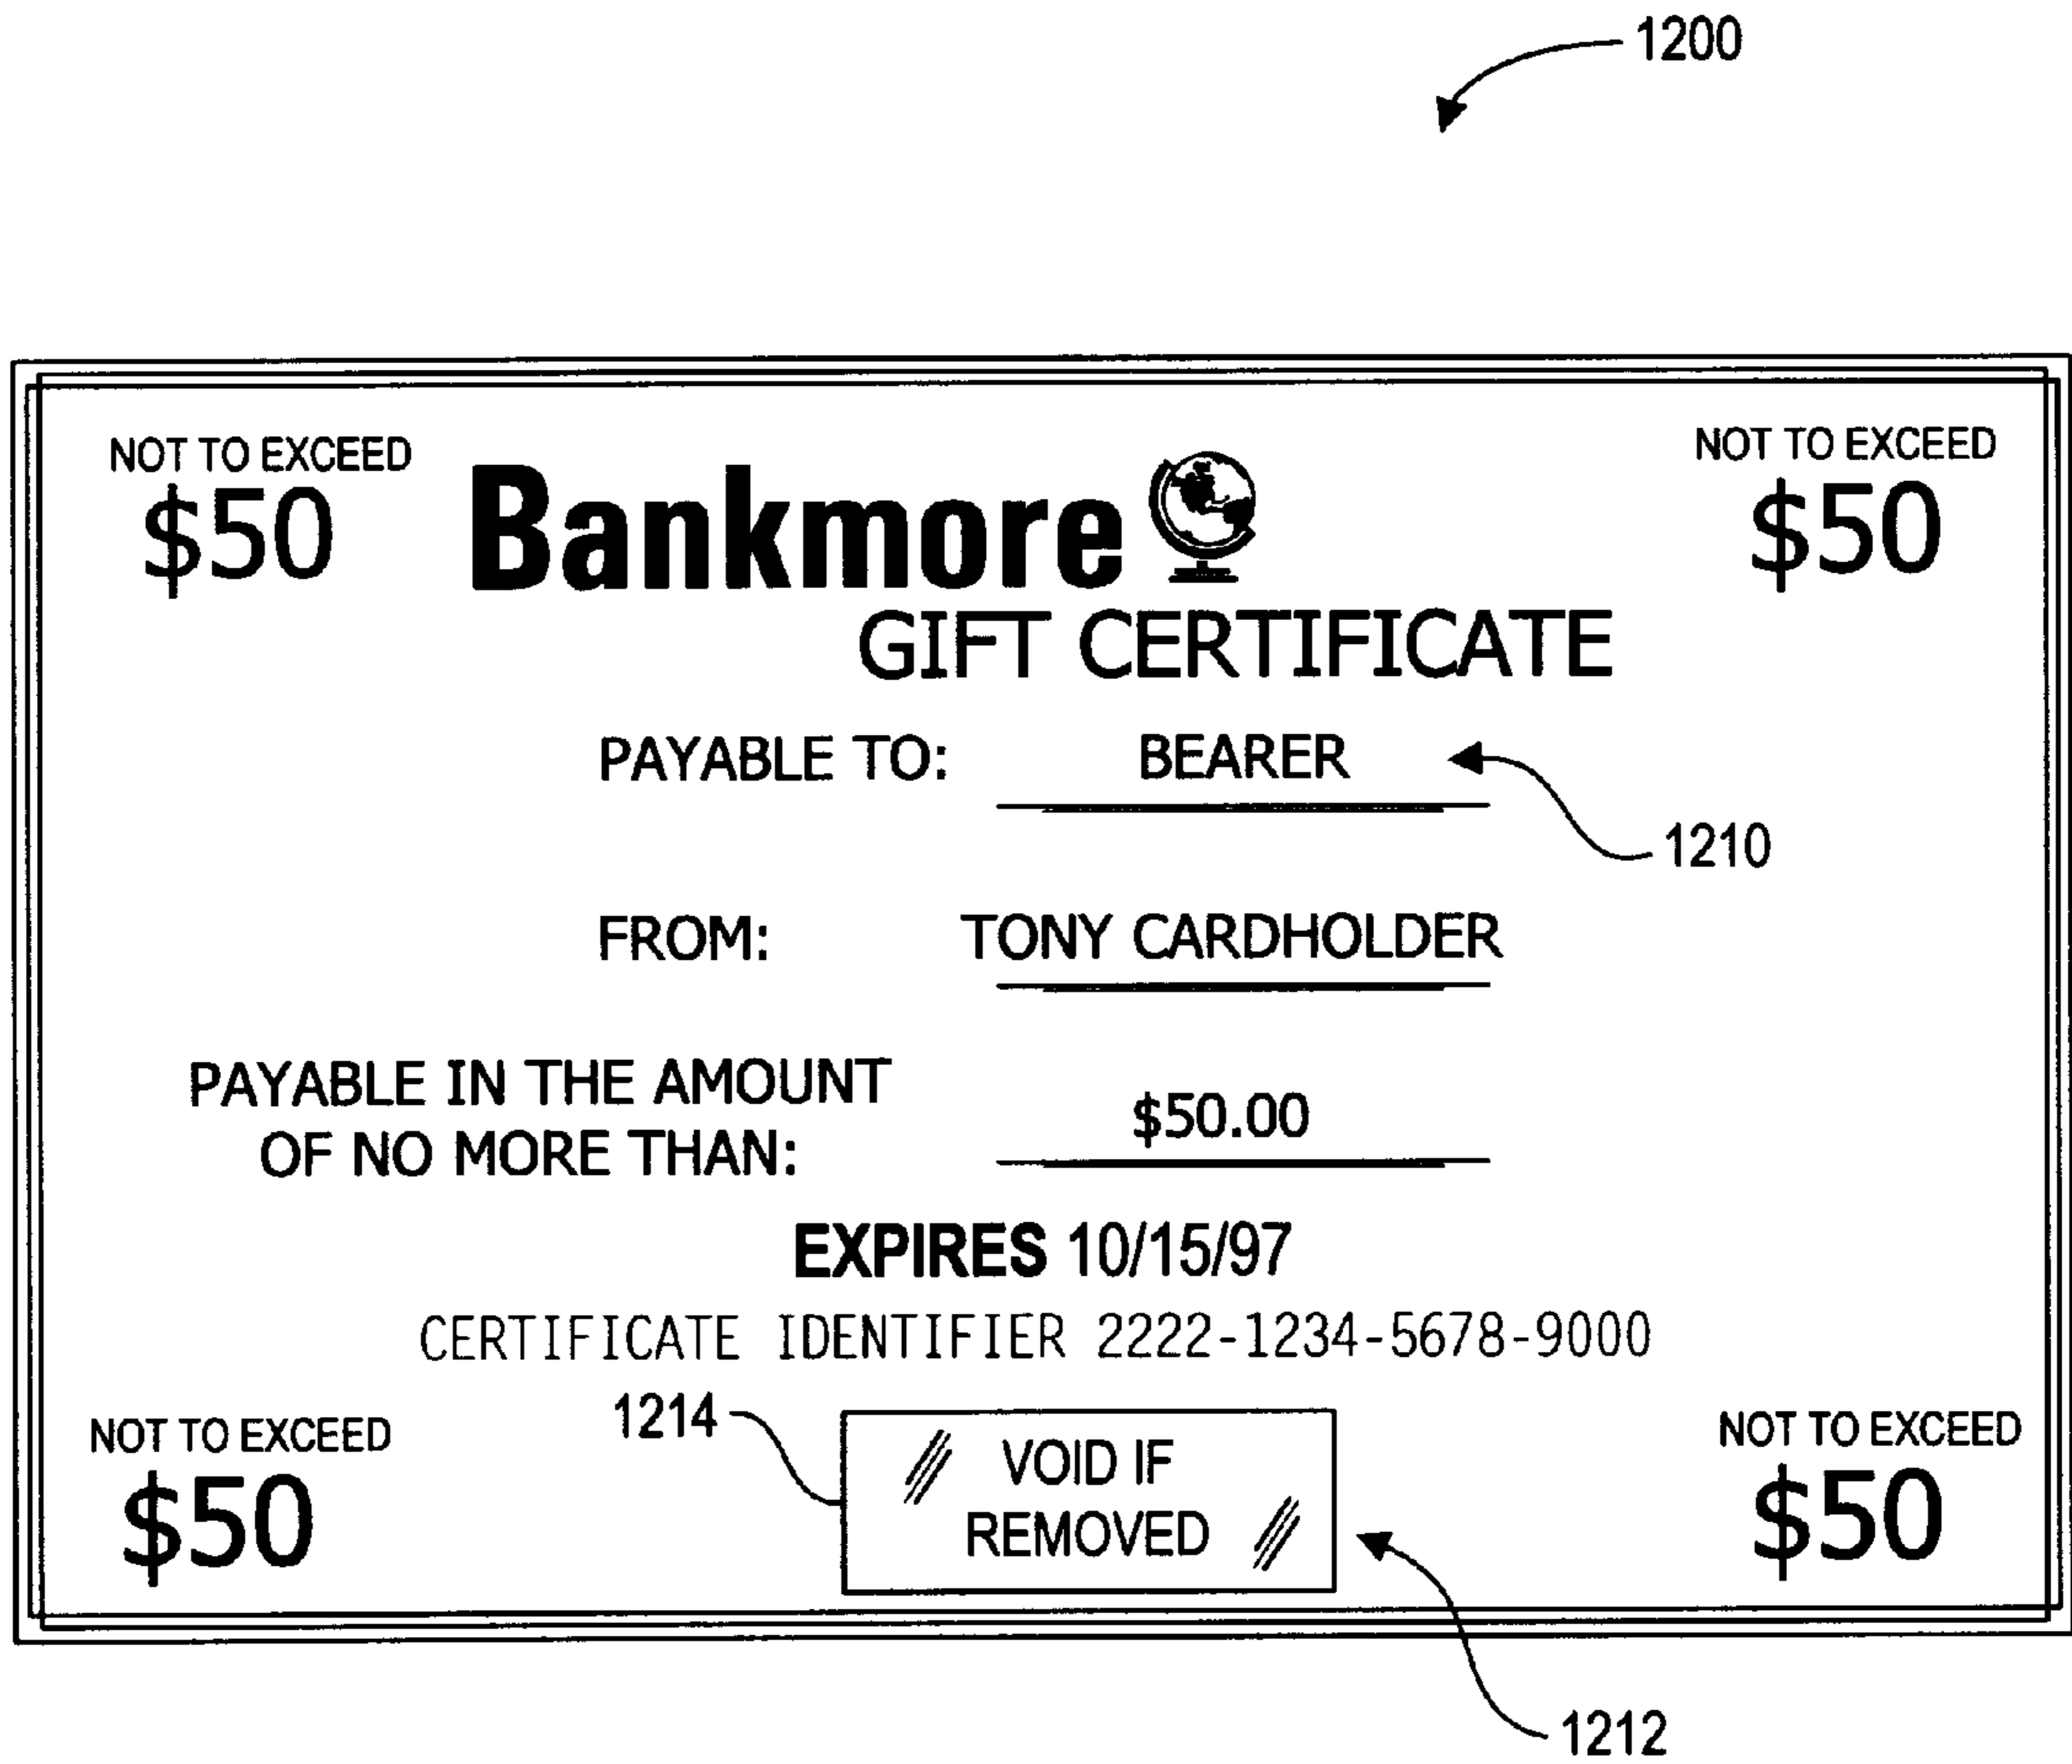 1200
NOT TO EXCEED
$50
Bankmore
NOT TO EXCEED
$50
GIFT CERTIFICATE
PAYABLE TO: BEARER
1210
FROM: TONY CARDHOLDER
PAYABLE IN THE AMOUNT
OF NO MORE THAN: $50.00
EXPIRES 10/15/97
CERTIFICATE IDENTIFIER 2222-1234-5678-9000
1214
NOT TO EXCEED
$50
VOID IF
REMOVED
NOT TO EXCEED
$50
1212